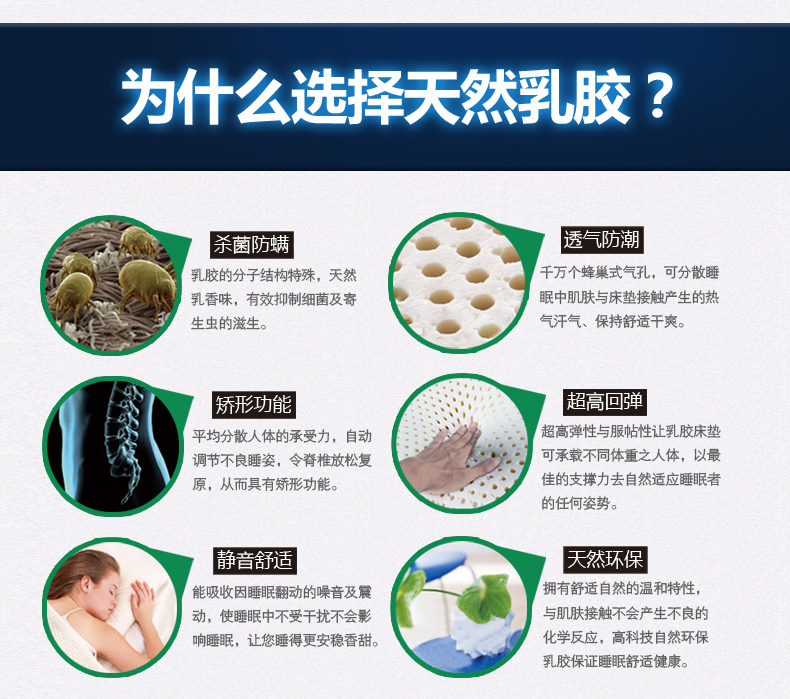 为什么选择天然乳胶？
杀菌防螨
乳胶的分子结构特殊，天然
乳香味，有效抑制细菌及寄
生虫的滋生。
透气防潮
千万个蜂巢式气孔，可分散睡
眠中肌肤与床垫接触产生的热
气汗气、保持舒适干爽。
矫形功能
平均分散人体的承受力，自动
调节不良睡姿，令脊椎放松复
原，从而具有矫形功能。
超高回弹
超高弹性与服帖性让乳胶床垫
可承载不同体重之人体，以最
佳的支撑力去自然适应睡眠者
的任何姿势。
静音舒适
能吸收因睡眠翻动的噪音及震
动，使睡眠中不受干扰不会影
响睡眠，让您睡得更安稳香甜。
天然环保
拥有舒适自然的温和特性，
与肌肤接触不会产生不良的
化学反应，高科技自然环保
乳胶保证睡眠舒适健康。